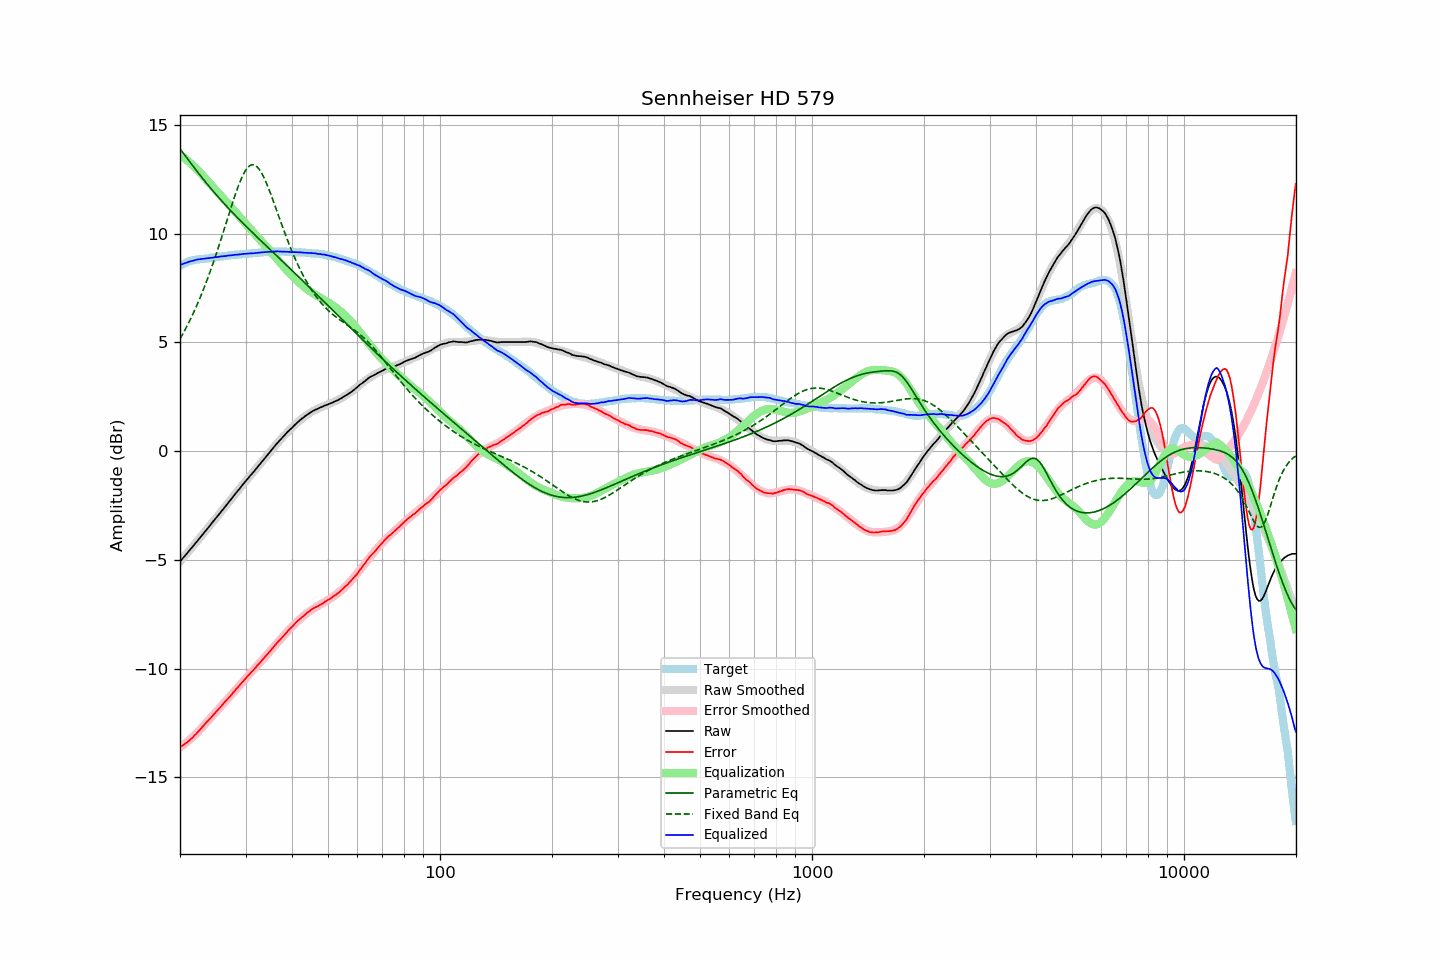 Sennheiser HD 579
15
10
5
0
−5
−10
−15
Amplitude (dBr)
100
1000
10000
Frequency (Hz)
Target
Raw Smoothed
Error Smoothed
Raw
Error
Equalization
Parametric Eq
Fixed Band Eq
Equalized